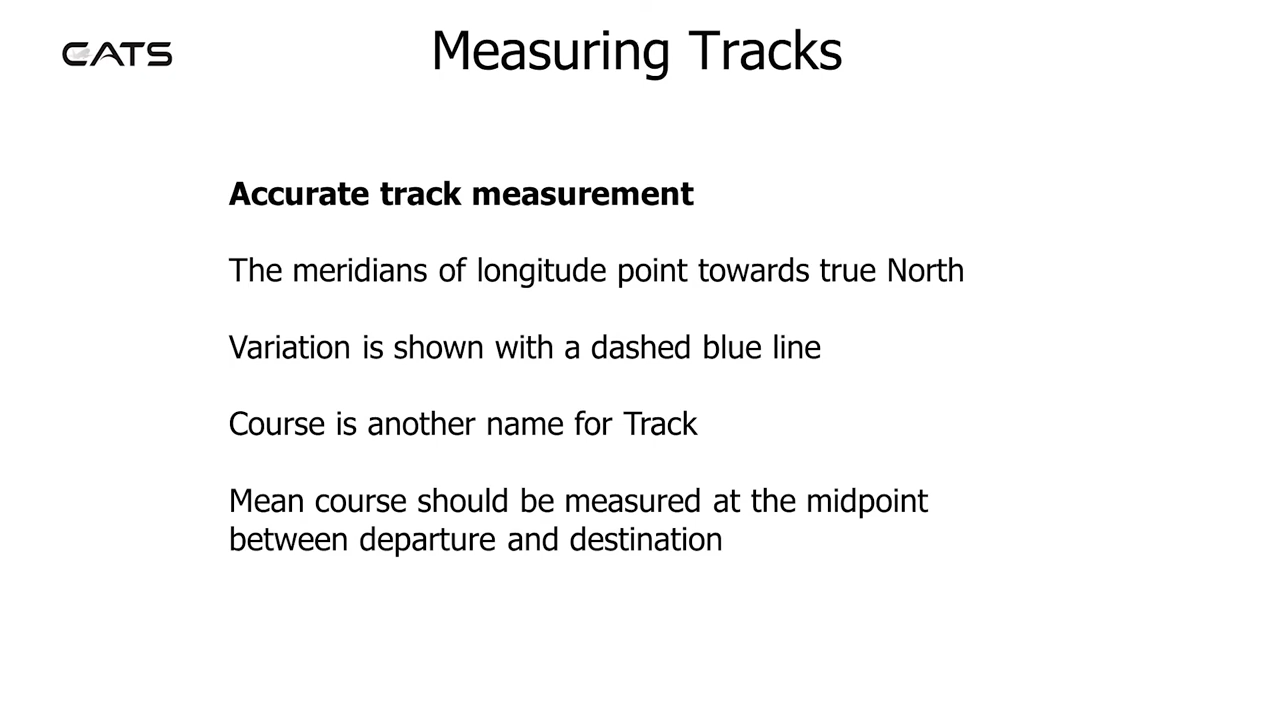 CATS
Measuring Tracks
Accurate track measurement
The meridians of longitude point towards true North
Variation is shown with a dashed blue line
Course is another name for Track
Mean course should be measured at the midpoint
between departure and destination